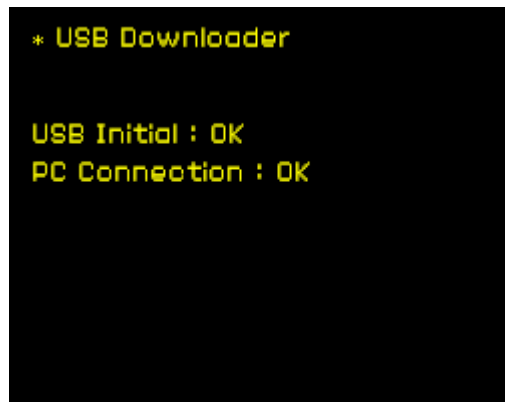 * USB Downloader
USB Initial : OK
PC Connection : OK